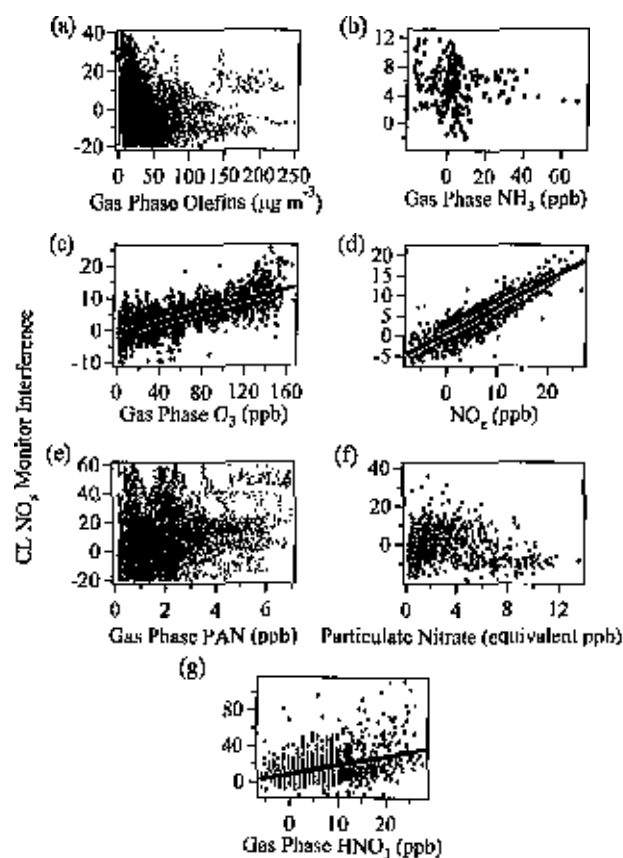 (a)
40
20
0
-20
0 50 100 150 200 250
Gas Phase Olefins (μg m⁻³)
(b)
12
8
4
0
0 20 40 60
Gas Phase NH₃ (ppb)
(c)
20
10
0
-10
0 40 80 120 160
Gas Phase O₃ (ppb)
(d)
20
15
10
5
0
-5
0 10 20
(ppb)
CL Monitor Interference
(e)
60
40
20
0
-20
0 2 4 6
Gas Phase PAN (ppb)
(f)
40
20
0
0 4 8 12
Particulate Nitrate (equivalent ppb)
(g)
80
40
0
0 10 20
Gas Phase HNO₃ (ppb)